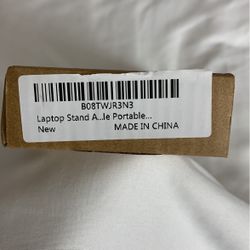 B08TWJR3N3
Laptop Stand A...le Portable...
New MADE IN CHINA